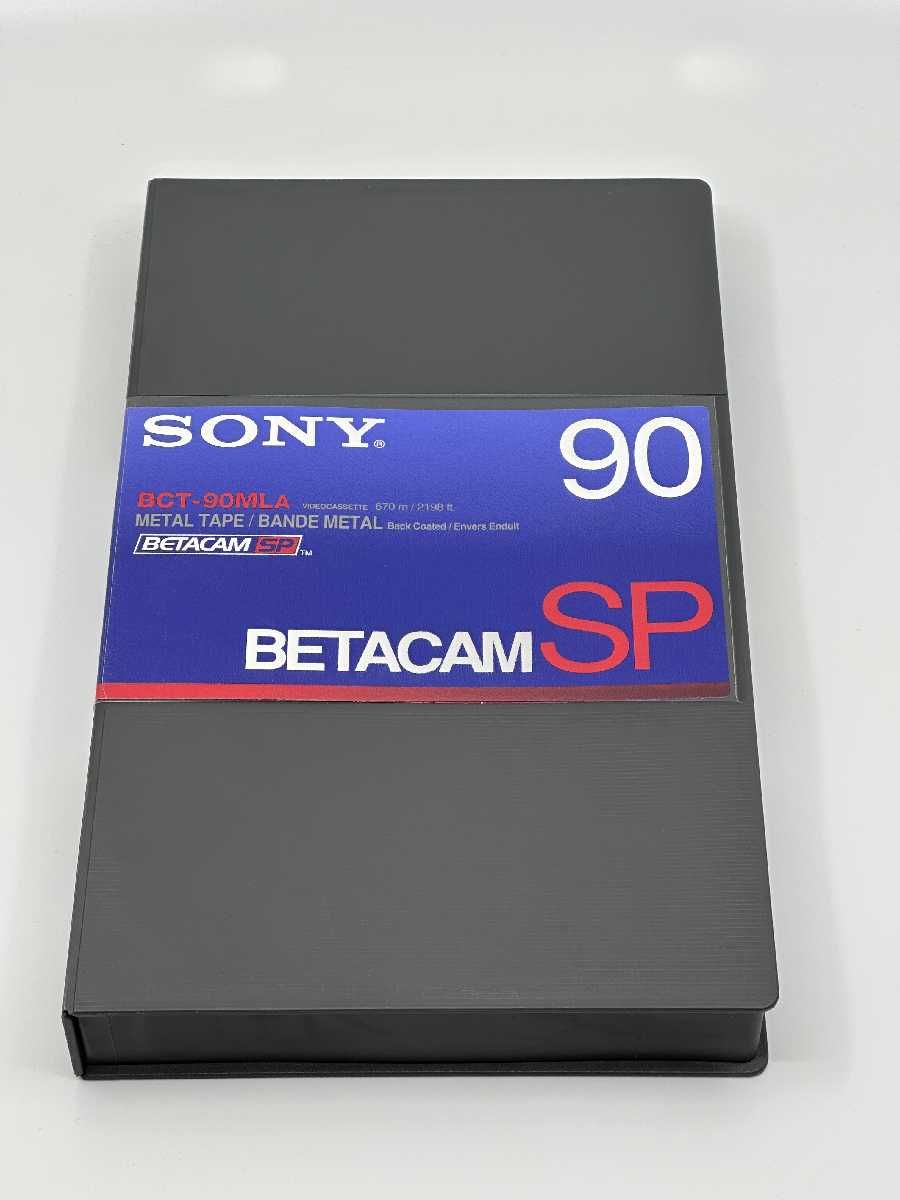 SONY®
90
BCT-90MLA VIDEOCASSETTE 670 m / 2198 ft.
METAL TAPE / BANDE METAL Back Coated / Envers Enduit
BETACAM SP TM
BETACAM SP